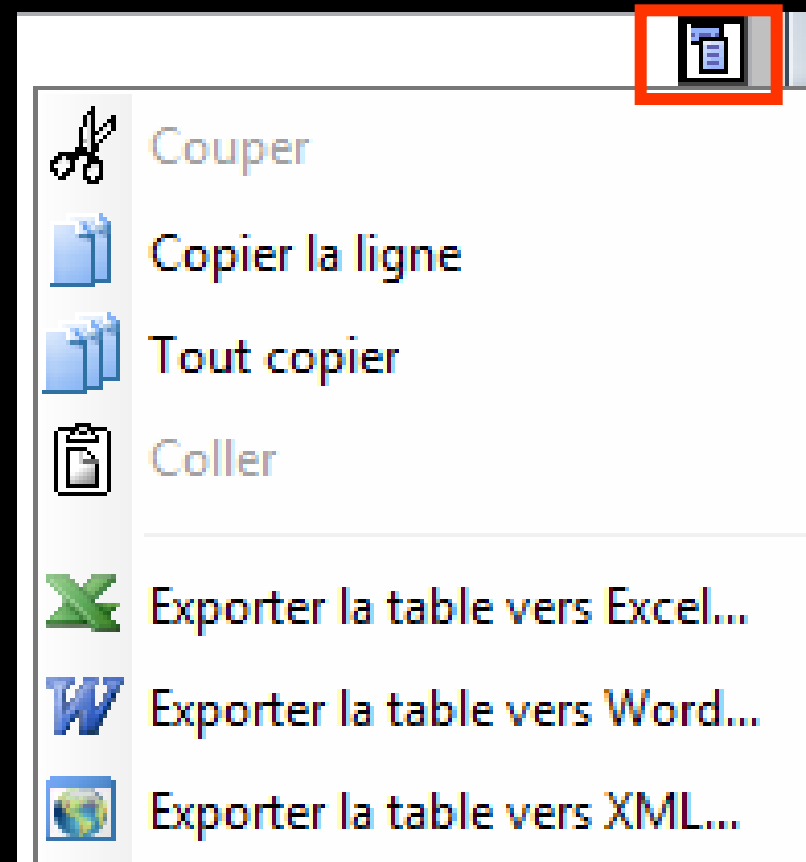 Couper
Copier la ligne
Tout copier
Coller
Exporter la table vers Excel...
Exporter la table vers Word...
Exporter la table vers XML...